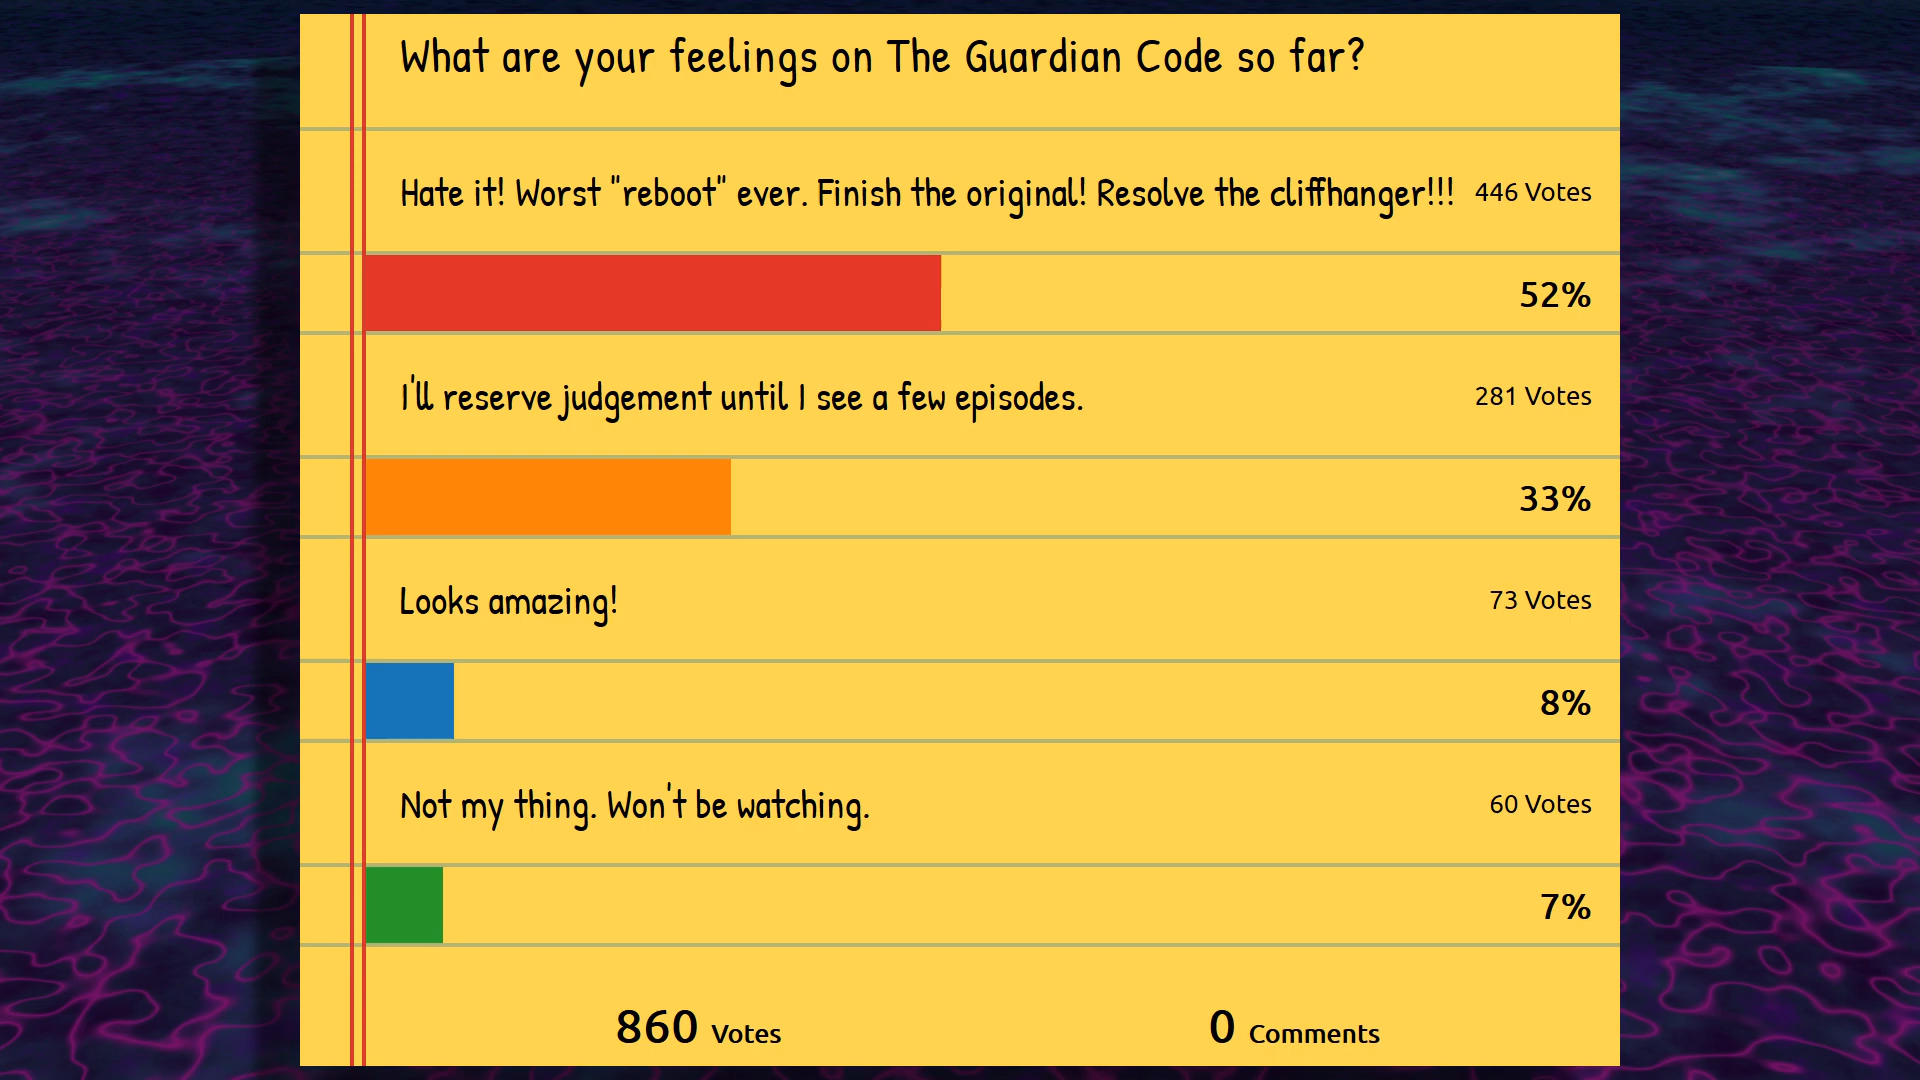 What are your feelings on The Guardian Code so far?
Hate it! Worst "reboot" ever. Finish the original! Resolve the cliffhanger!!! 446 Votes
52%
I'll reserve judgement until I see a few episodes. 281 Votes
33%
Looks amazing! 73 Votes
8%
Not my thing. Won't be watching. 60 Votes
7%
860 Votes 0 Comments